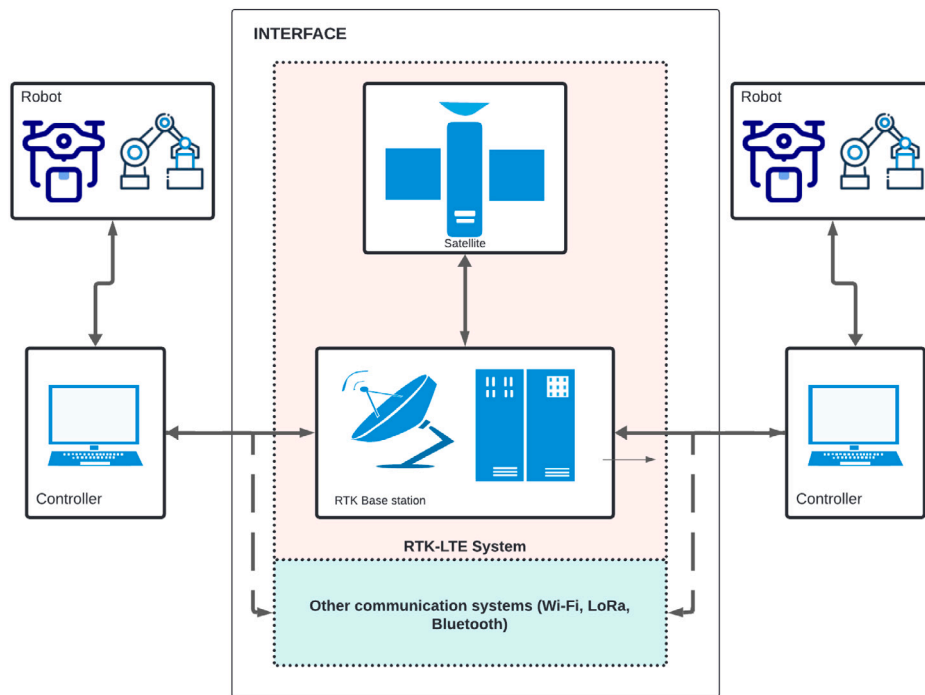 INTERFACE
Robot
Robot
Satellite
Controller
RTK Base station
Controller
RTK-LTE System
Other communication systems (Wi-Fi, LoRa,
Bluetooth)